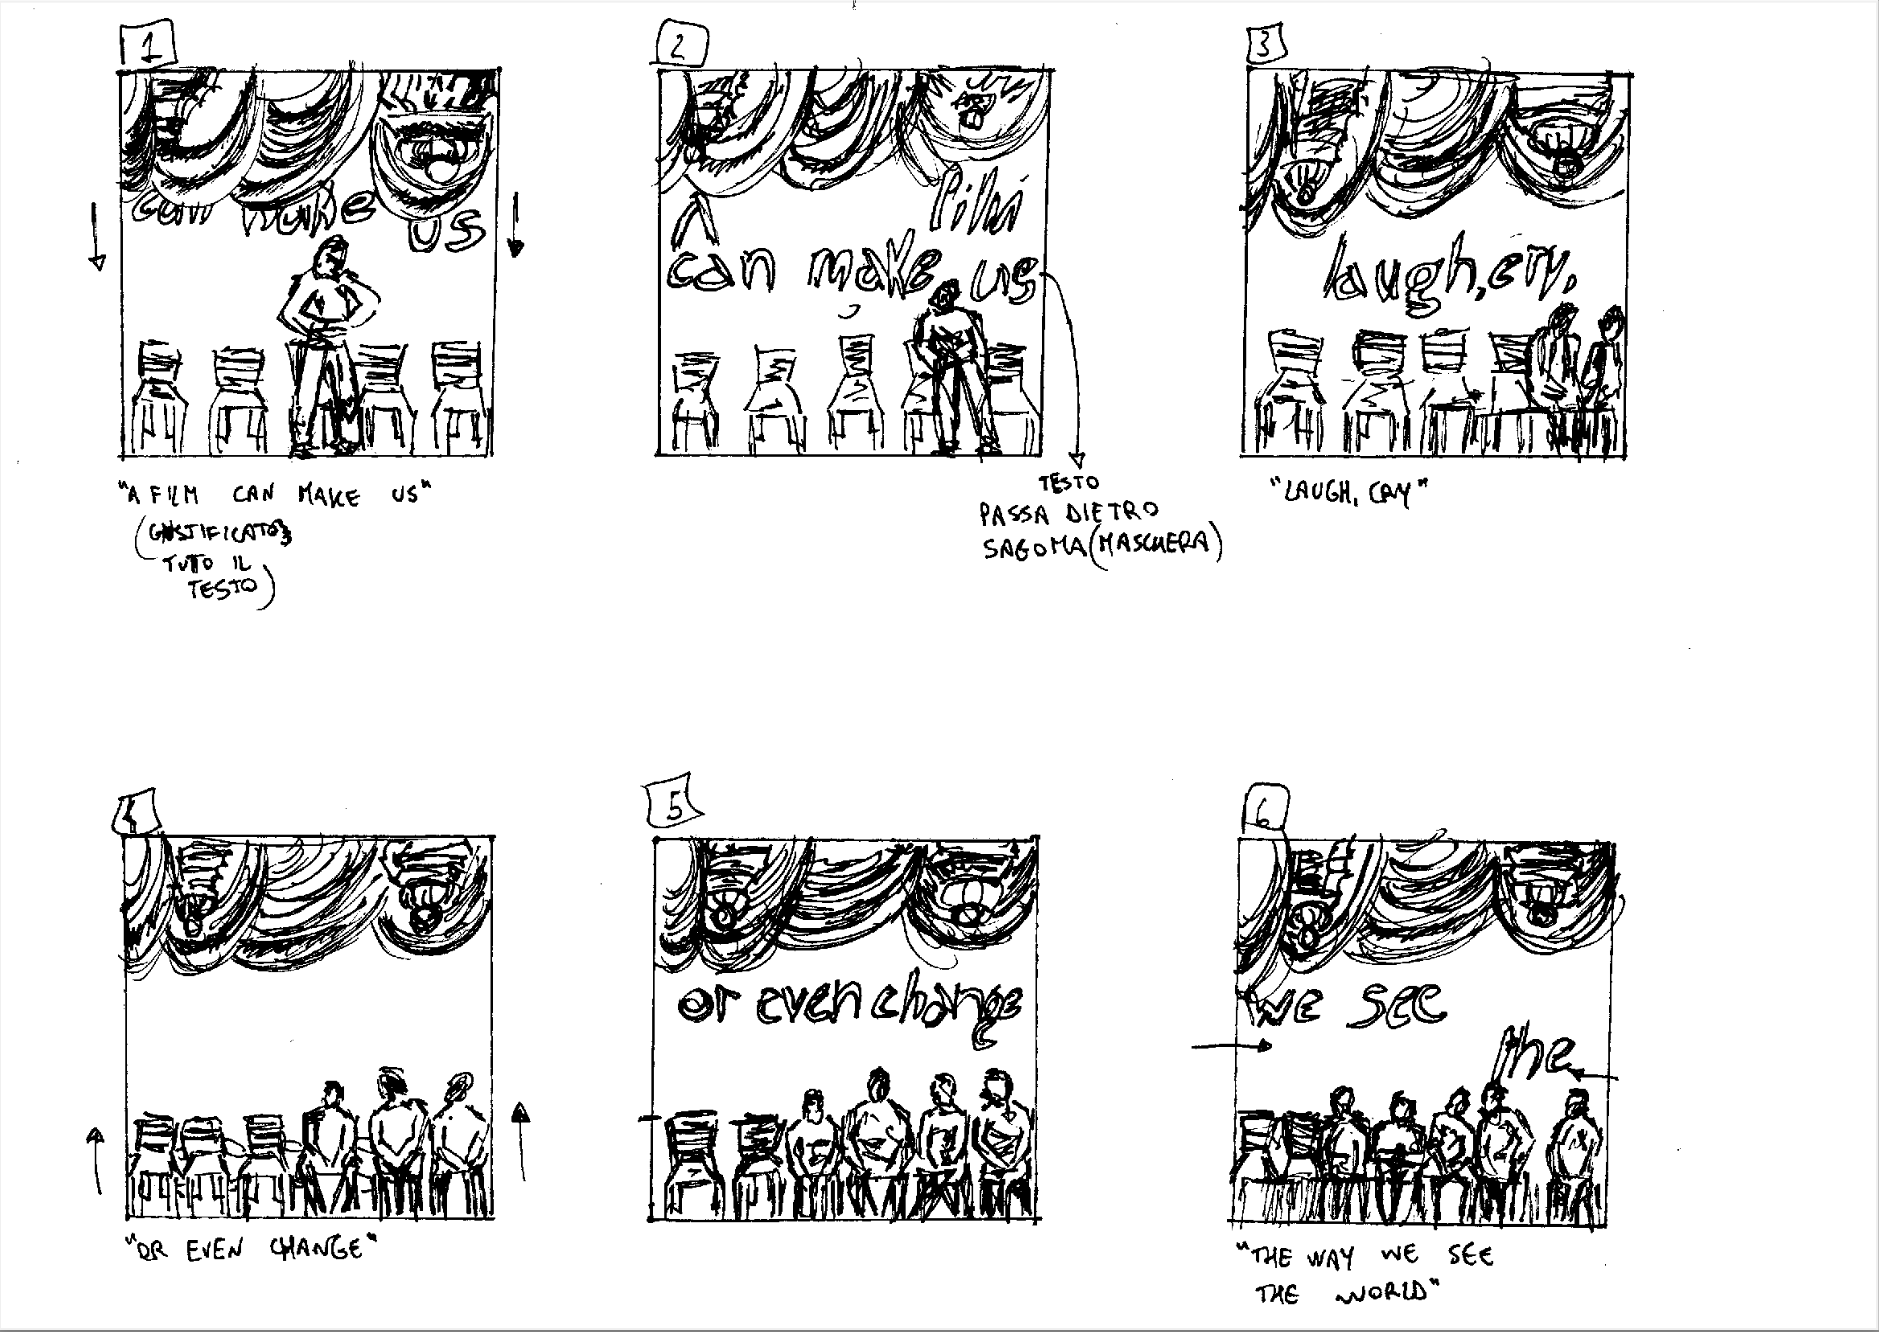 1
can make
us
"A FILM CAN MAKE US"
(GIUSTIFICATO
TUTTO IL
TESTO)
2
A film
can make us
TESTO
PASSA DIETRO
SAGOMA (MASCHERA)
3
laugh, cry,
"LAUGH, CRY"
4
"OR EVEN CHANGE"
5
or even change
6
we see
the
"THE WAY WE SEE
THE WORLD"